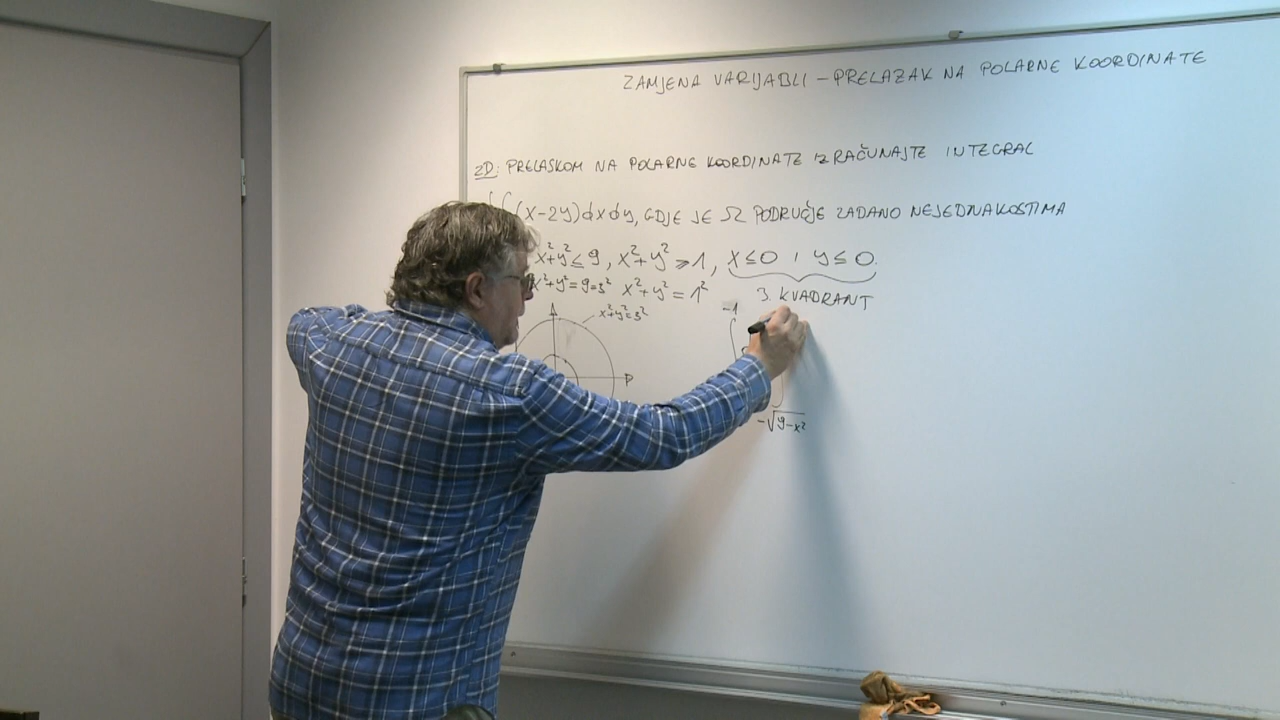 ZAMJENA VARIJABLI – PRELAZAK NA POLARNE KOORDINATE
ZD: PRELASKOM NA POLARNE KOORDINATE IZRAČUNAJTE INTEGRAL
(x-2y)dxdy, GDJE JE Ω PODRUČJE ZADANO NEJEDNAKOSTIMA
x²+y² ≤ 9, x²+y² ≥ 1, x ≤ 0, y ≤ 0.
x²+y²=9=3² x²+y²=1² 3. KVADRANT
x²+y²=3² -1
-√9-x²